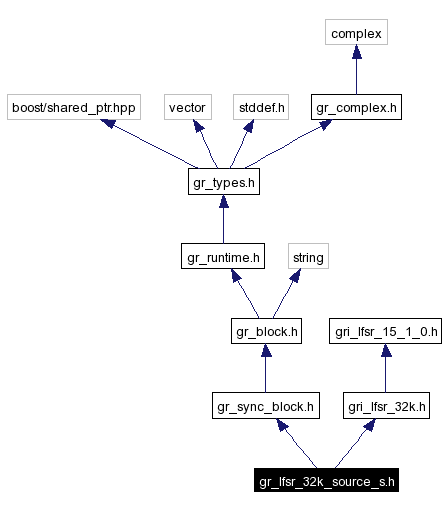 complex
boost/shared_ptr.hpp
vector
stddef.h
gr_complex.h
gr_types.h
gr_runtime.h
string
gr_block.h
gri_lfsr_15_1_0.h
gr_sync_block.h
gri_lfsr_32k.h
gr_lfsr_32k_source_s.h